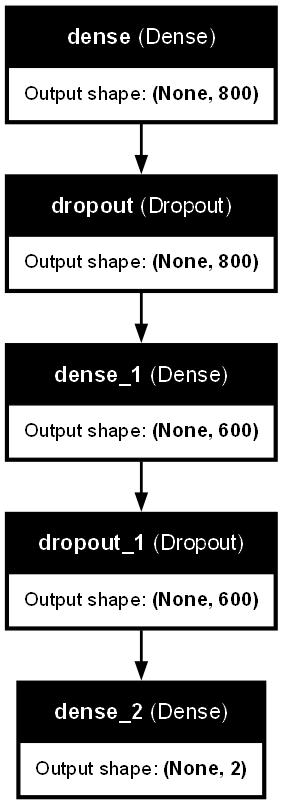 dense (Dense)
Output shape: (None, 800)
dropout (Dropout)
Output shape: (None, 800)
dense_1 (Dense)
Output shape: (None, 600)
dropout_1 (Dropout)
Output shape: (None, 600)
dense_2 (Dense)
Output shape: (None, 2)